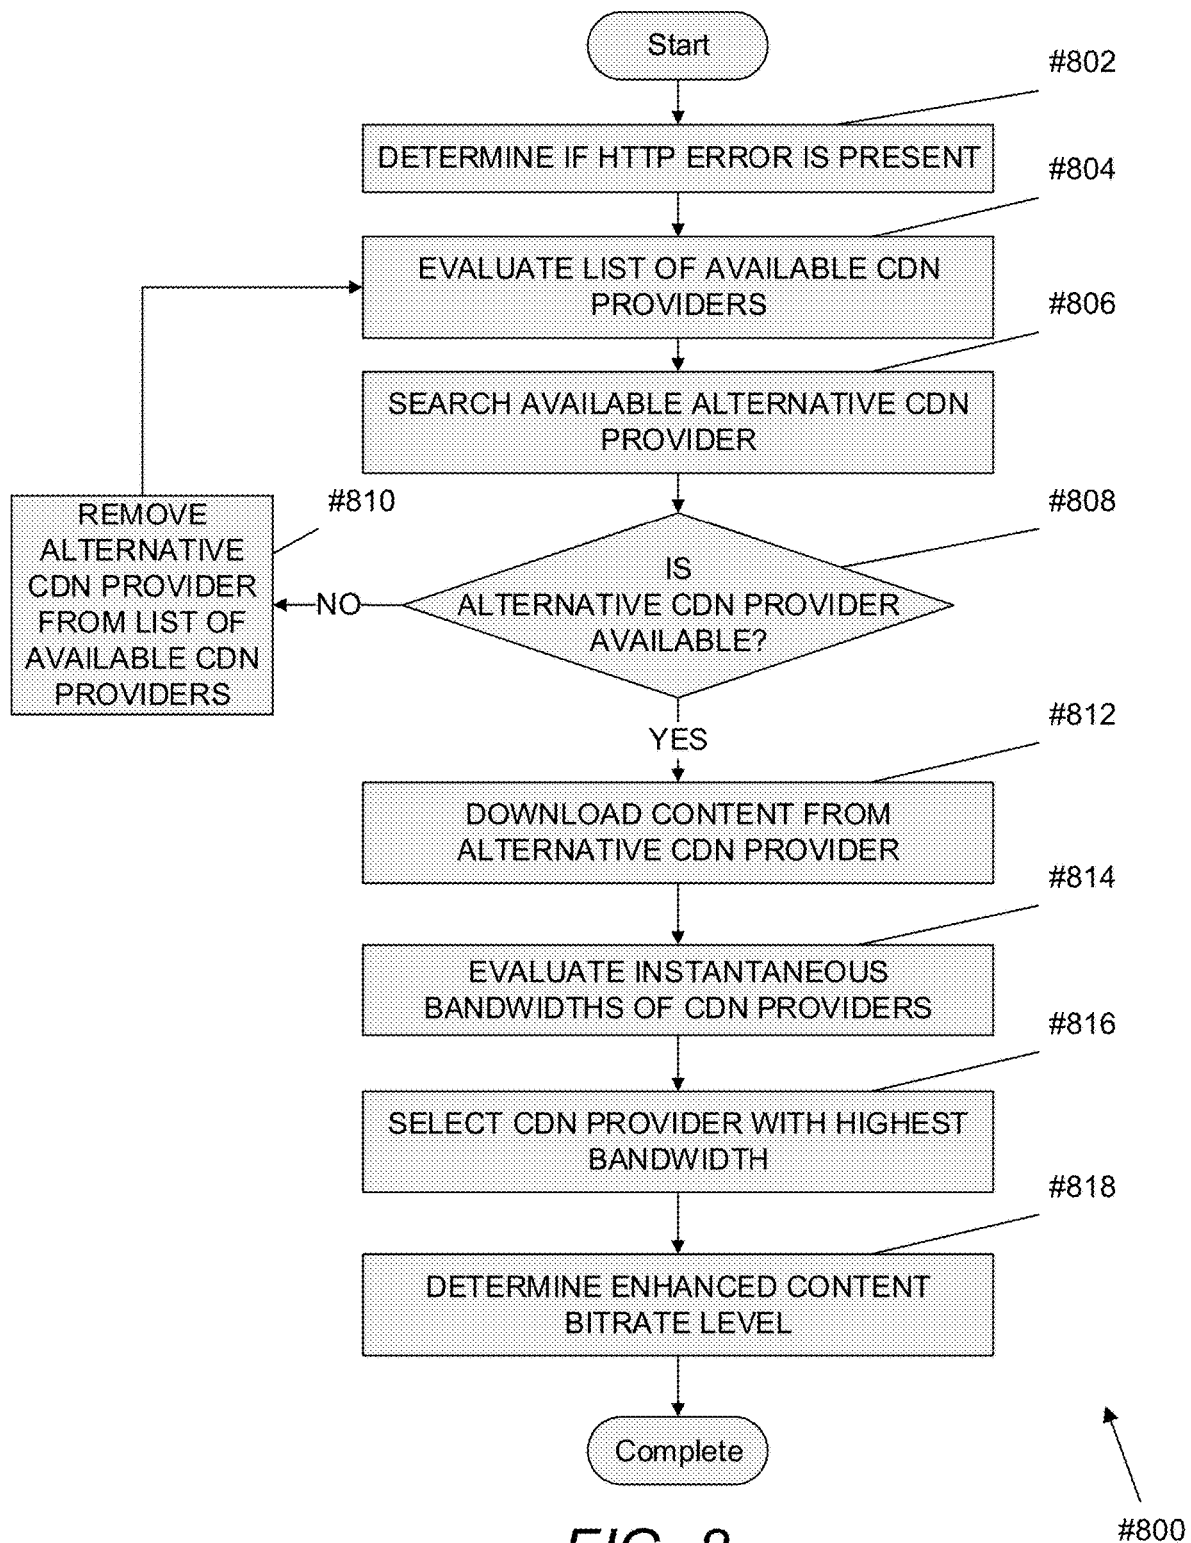 Start
#802
DETERMINE IF HTTP ERROR IS PRESENT
#804
EVALUATE LIST OF AVAILABLE CDN
PROVIDERS
#806
SEARCH AVAILABLE ALTERNATIVE CDN
PROVIDER
#810
REMOVE
ALTERNATIVE
CDN PROVIDER
FROM LIST OF
AVAILABLE CDN
PROVIDERS
NO
#808
IS
ALTERNATIVE CDN PROVIDER
AVAILABLE?
YES
#812
DOWNLOAD CONTENT FROM
ALTERNATIVE CDN PROVIDER
#814
EVALUATE INSTANTANEOUS
BANDWIDTHS OF CDN PROVIDERS
#816
SELECT CDN PROVIDER WITH HIGHEST
BANDWIDTH
#818
DETERMINE ENHANCED CONTENT
BITRATE LEVEL
Complete
#800
FIG. 8